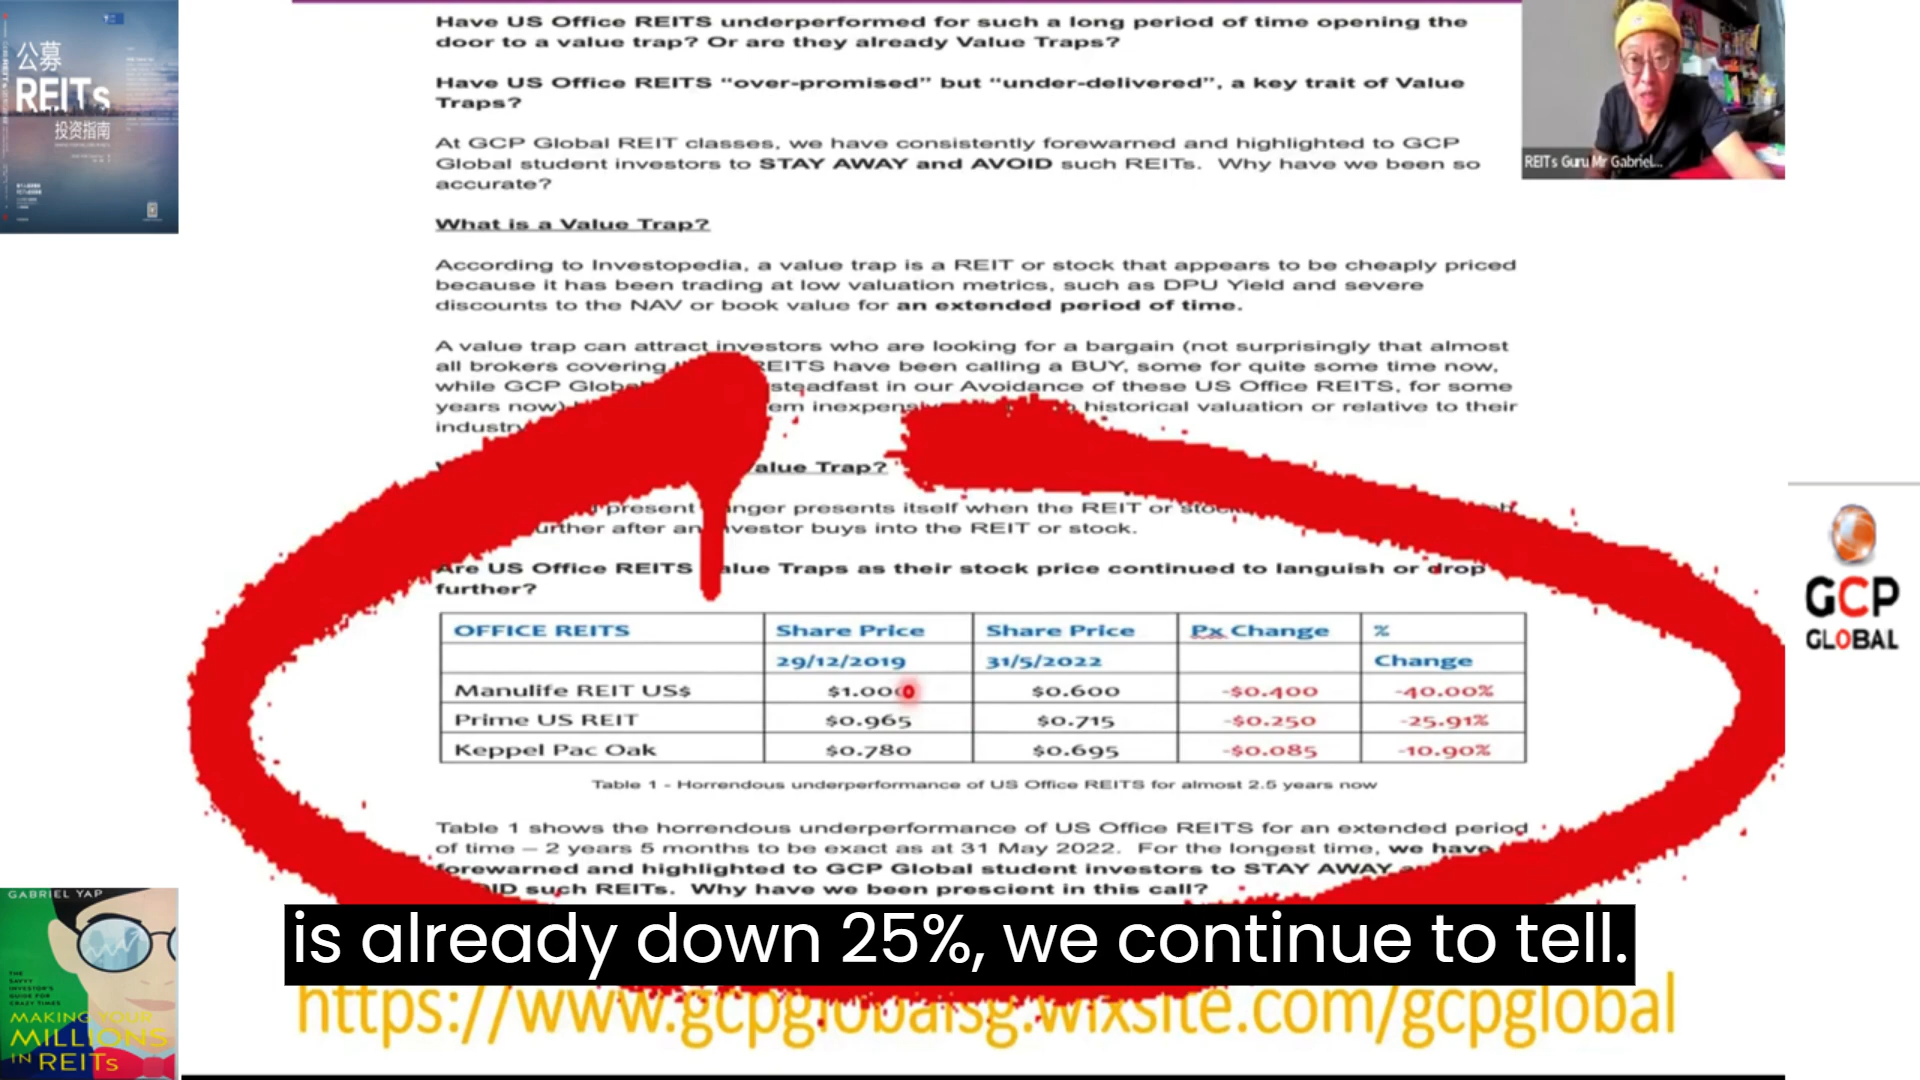 Have US Office REITS underperformed for such a long period of time opening the
door to a value trap? Or are they already Value Traps?
Have US Office REITS “over-promised” but “under-delivered”, a key trait of Value
Traps?
At GCP Global REIT classes, we have consistently forewarned and highlighted to GCP
Global student investors to STAY AWAY and AVOID such REITs. Why have we been so
accurate?
What is a Value Trap?
According to Investopedia, a value trap is a REIT or stock that appears to be cheaply priced
because it has been trading at low valuation metrics, such as DPU Yield and severe
discounts to the NAV or book value for an extended period of time.
A value trap can attract investors who are looking for a bargain (not surprisingly that almost
all brokers covering REITS have been calling a BUY, some for quite some time now,
while GCP Global steadfast in our Avoidance of these US Office REITS, for some
years now) historical valuation or relative to their
industry
Value Trap?
present presents itself when the REIT or
further after an investor buys into the REIT or stock.
Are US Office REITS Value Traps as their stock price continued to languish or drop
further?
OFFICE REITS Share Price Share Price Px Change %
29/12/2019 31/5/2022 Change
Manulife REIT US$ $1.000 $0.600 -$0.400 -40.00%
Prime US REIT $0.965 $0.715 -$0.250 -25.91%
Keppel Pac Oak $0.780 $0.695 -$0.085 -10.90%
Table 1 - Horrendous underperformance of US Office REITS for almost 2.5 years now
Table 1 shows the horrendous underperformance of US Office REITS for an extended period
of time – 2 years 5 months to be exact as at 31 May 2022. For the longest time, we have
forewarned and highlighted to GCP Global student investors to STAY AWAY
such REITs. Why have we been prescient in this call?
is already down 25%, we continue to tell.
https://www.gcpglobalsg.wixsite.com/gcpglobal
REITs Guru Mr Gabriel...
GCP
GLOBAL
公募
REITs
投资指南
GABRIEL YAP
THE
SAVVY
INVESTOR'S
GUIDE FOR
CRAZY TIMES
MAKING YOUR
MILLIONS
IN REITs